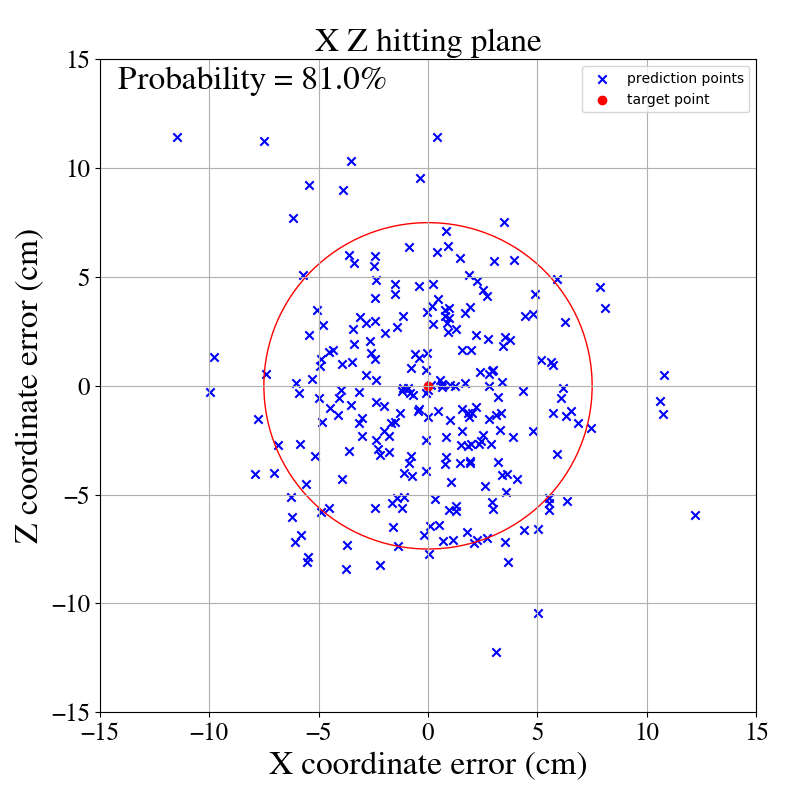 X Z hitting plane
Probability = 81.0%
prediction points
target point
15
10
5
0
−5
−10
−15
Z coordinate error (cm)
−15
−10
−5
0
5
10
15
X coordinate error (cm)